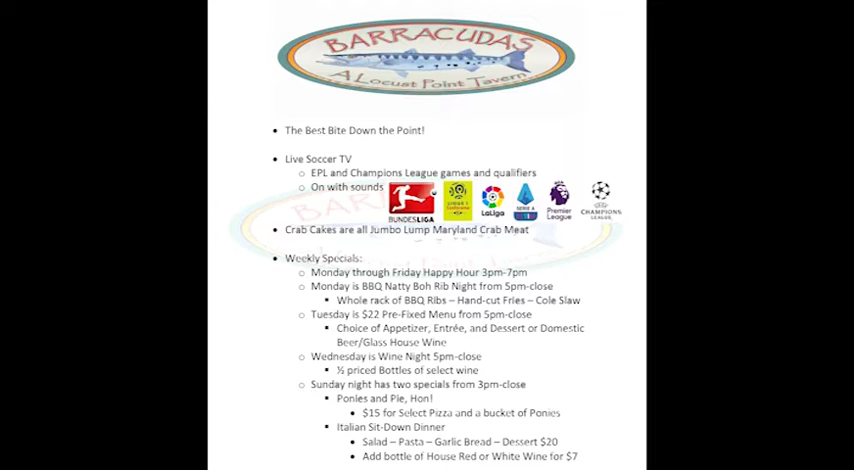 BARRACUDAS
A Locust Point Tavern
• The Best Bite Down the Point!
• Live Soccer TV
o EPL and Champions League games and qualifiers
o On with sounds
BUNDESLIGA
LIGUE 1
LaLiga
SERIE A
Premier League
CHAMPIONS LEAGUE
• Crab Cakes are all Jumbo Lump Maryland Crab Meat
• Weekly Specials:
o Monday through Friday Happy Hour 3pm-7pm
o Monday is BBQ Natty Boh Rib Night from 5pm-close
▪ Whole rack of BBQ RIbs – Hand-cut Fries – Cole Slaw
o Tuesday is $22 Pre-Fixed Menu from 5pm-close
▪ Choice of Appetizer, Entrée, and Dessert or Domestic
Beer/Glass House Wine
o Wednesday is Wine Night 5pm-close
▪ ½ priced Bottles of select wine
o Sunday night has two specials from 3pm-close
▪ Ponies and Pie, Hon!
• $15 for Select Pizza and a bucket of Ponies
▪ Italian Sit-Down Dinner
• Salad – Pasta – Garlic Bread – Dessert $20
• Add bottle of House Red or White Wine for $7